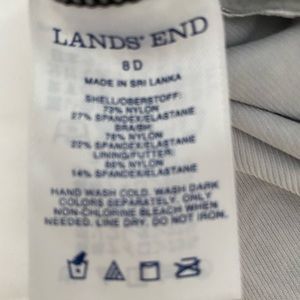 LANDS' END
8 D
MADE IN SRI LANKA
SHELL/OBERSTOFF:
73% NYLON
27% SPANDEX/ELASTANE
BRA/BH:
78% NYLON
22% SPANDEX/ELASTANE
LINING/FUTTER:
86% NYLON
14% SPANDEX/ELASTANE
HAND WASH COLD. WASH DARK
COLORS SEPARATELY. ONLY
NON-CHLORINE BLEACH WHEN
NEEDED. LINE DRY. DO NOT IRON.